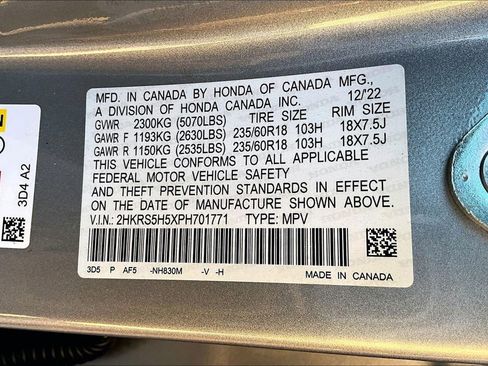 MFD. IN CANADA BY HONDA OF CANADA MFG.,
A DIVISION OF HONDA CANADA INC. 12/'22
GVWR 2300KG (5070LBS) TIRE SIZE RIM SIZE
GAWR F 1193KG (2630LBS) 235/60R18 103H 18X7.5J
GAWR R 1150KG (2535LBS) 235/60R18 103H 18X7.5J
THIS VEHICLE CONFORMS TO ALL APPLICABLE
FEDERAL MOTOR VEHICLE SAFETY
AND THEFT PREVENTION STANDARDS IN EFFECT
ON THE DATE OF MANUFACTURE SHOWN ABOVE.
V.I.N.: 2HKRS5H5XPH701771 TYPE: MPV
3D5 P AF5 -NH830M -V -H
MADE IN CANADA
3D4 A2